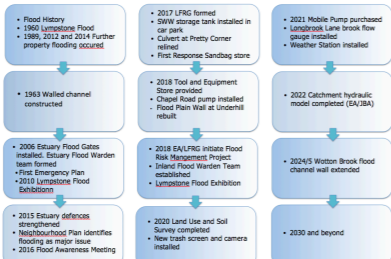 • Flood History
• 1960 Lympstone Flood
• 1989, 2012 and 2014 Further
property flooding occured
• 1963 Walled channel
constructed
• 2006 Estuary Flood Gates
installed. Estuary Flood Warden
team formed
• First Emergency Plan
• 2010 Lympstone Flood
Exhibitionn
• 2015 Estuary defences
strengthened
• Neighbourhood Plan identifies
flooding as major issue
• 2016 Flood Awareness Meeting
• 2017 LFRG formed
• SWW storage tank installed in
car park
• Culvert at Pretty Corner
relined
• First Response Sandbag store
• 2018 Tool and Equipment
Store provided
• Chapel Road pump installed
- Flood Plain Wall at Underhill
rebuilt
• 2018 EA/LFRG initiate Flood
Risk Mangement Project
• Inland Flood Warden Team
established
• Lympstone Flood Exhibition
• 2020 Land Use and Soil
Survey completed
• New trash screen and camera
installed
• 2021 Mobile Pump purchased
• Longbrook Lane brook flow
gauge installed
• Weather Station installed
• 2022 Catchment hydraulic
model completed (EA/JBA)
• 2024/5 Wotton Brook flood
channel wall extended
• 2030 and beyond